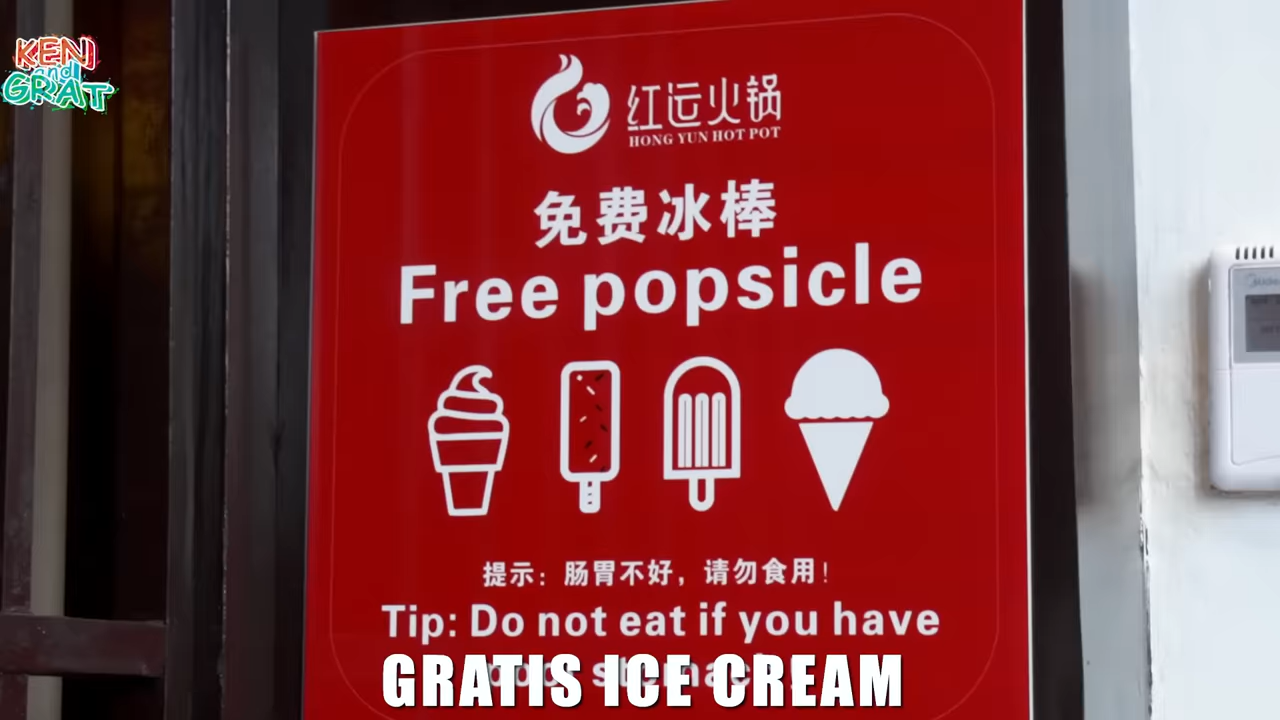 KEN
and
GRAT
红运火锅
HONG YUN HOT POT
免费冰棒
Free popsicle
提示：肠胃不好，请勿食用！
Tip: Do not eat if you have
GRATIS ICE CREAM